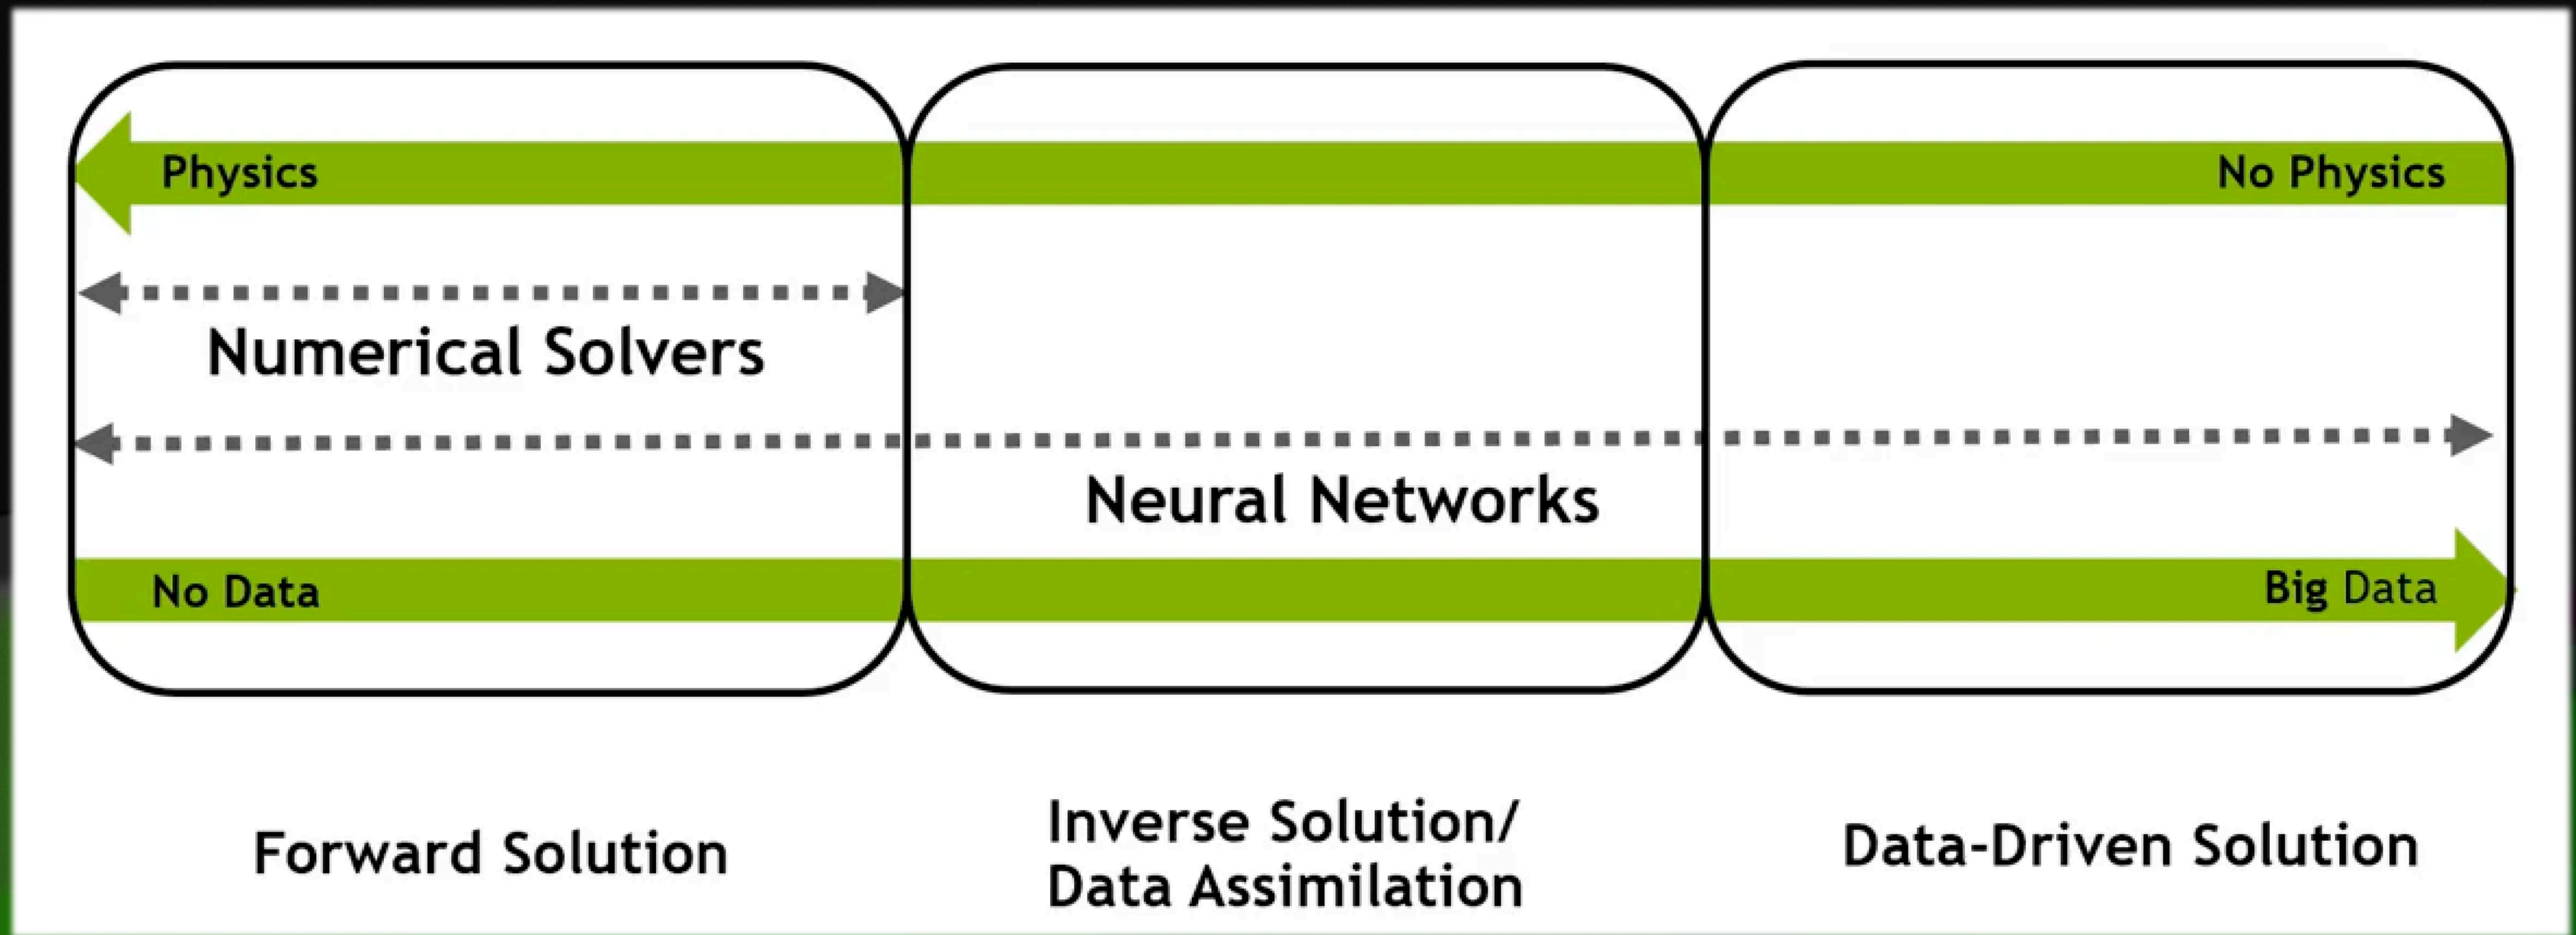 Physics
No Physics
Numerical Solvers
Neural Networks
No Data
Big Data
Forward Solution
Inverse Solution/
Data Assimilation
Data-Driven Solution